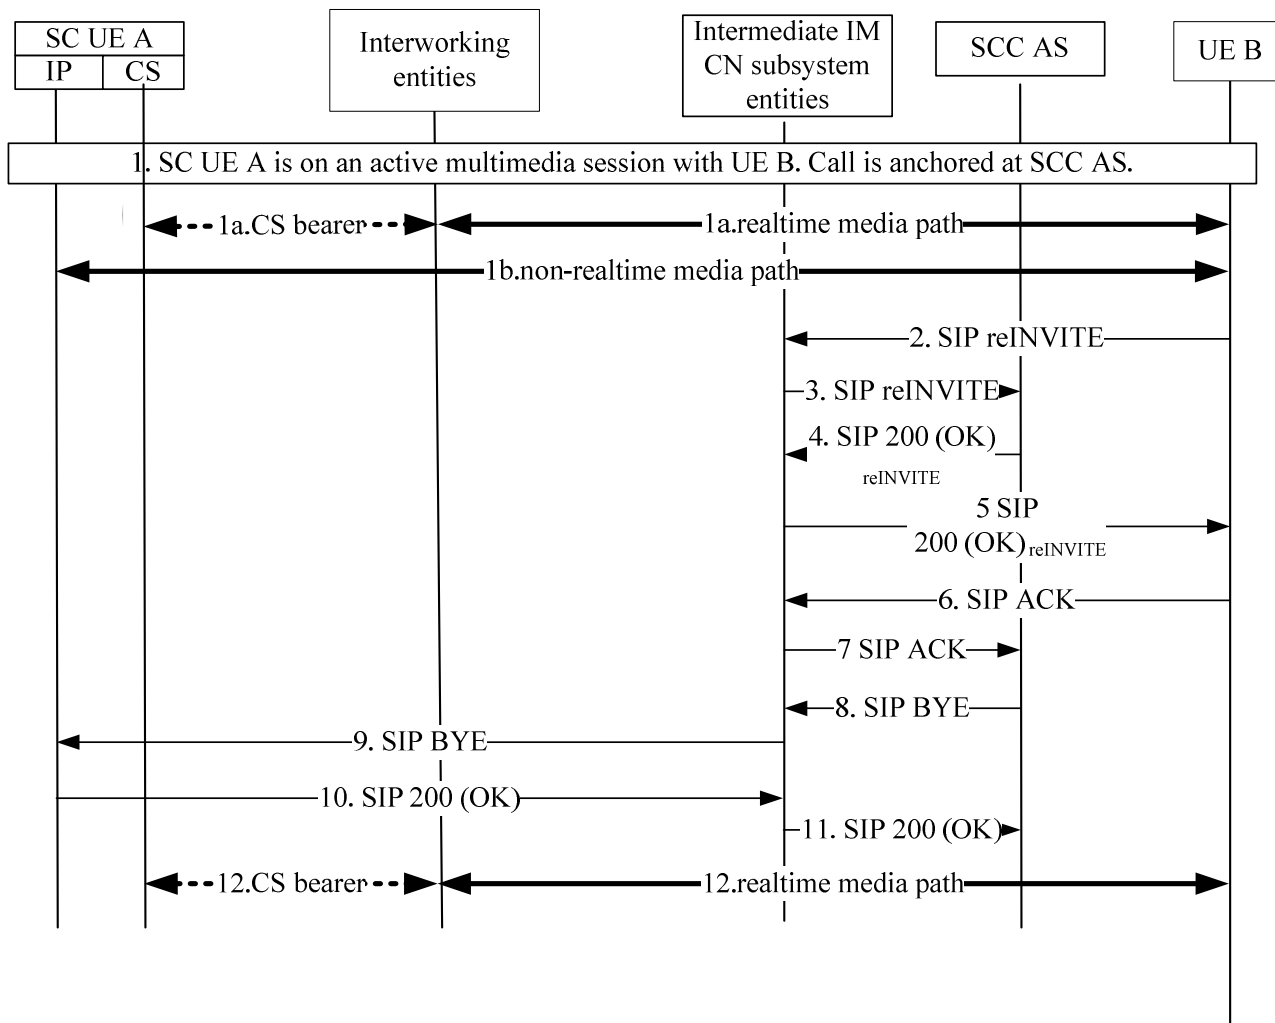 SC UE A
IP
CS
Interworking
entities
Intermediate IM
CN subsystem
entities
SCC AS
UE B
1. SC UE A is on an active multimedia session with UE B. Call is anchored at SCC AS.
1a.CS bearer
1a.realtime media path
1b.non-realtime media path
2. SIP reINVITE
3. SIP reINVITE
4. SIP 200 (OK)
reINVITE
5 SIP
200 (OK) reINVITE
6. SIP ACK
7 SIP ACK
8. SIP BYE
9. SIP BYE
10. SIP 200 (OK)
11. SIP 200 (OK)
12.CS bearer
12.realtime media path